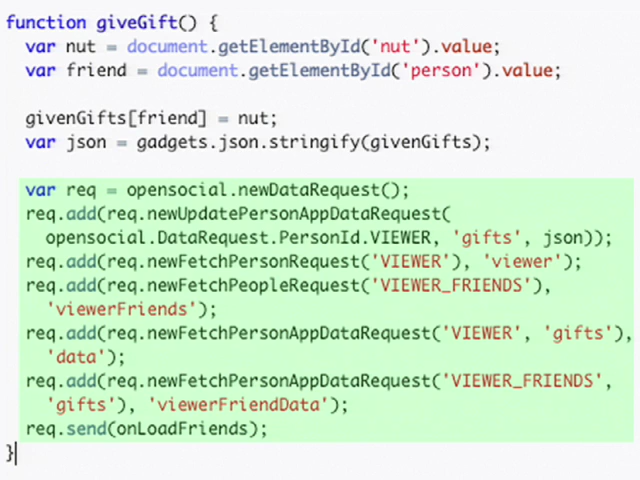 function giveGift() {
var nut = document.getElementById('nut').value;
var friend = document.getElementById('person').value;
givenGifts[friend] = nut;
var json = gadgets.json.stringify(givenGifts);
var req = opensocial.newDataRequest();
req.add(req.newUpdatePersonAppDataRequest(
opensocial.DataRequest.PersonId.VIEWER, 'gifts', json));
req.add(req.newFetchPersonRequest('VIEWER'), 'viewer');
req.add(req.newFetchPeopleRequest('VIEWER_FRIENDS'),
'viewerFriends');
req.add(req.newFetchPersonAppDataRequest('VIEWER', 'gifts'),
'data');
req.add(req.newFetchPersonAppDataRequest('VIEWER_FRIENDS',
'gifts'), 'viewerFriendData');
req.send(onLoadFriends);
}